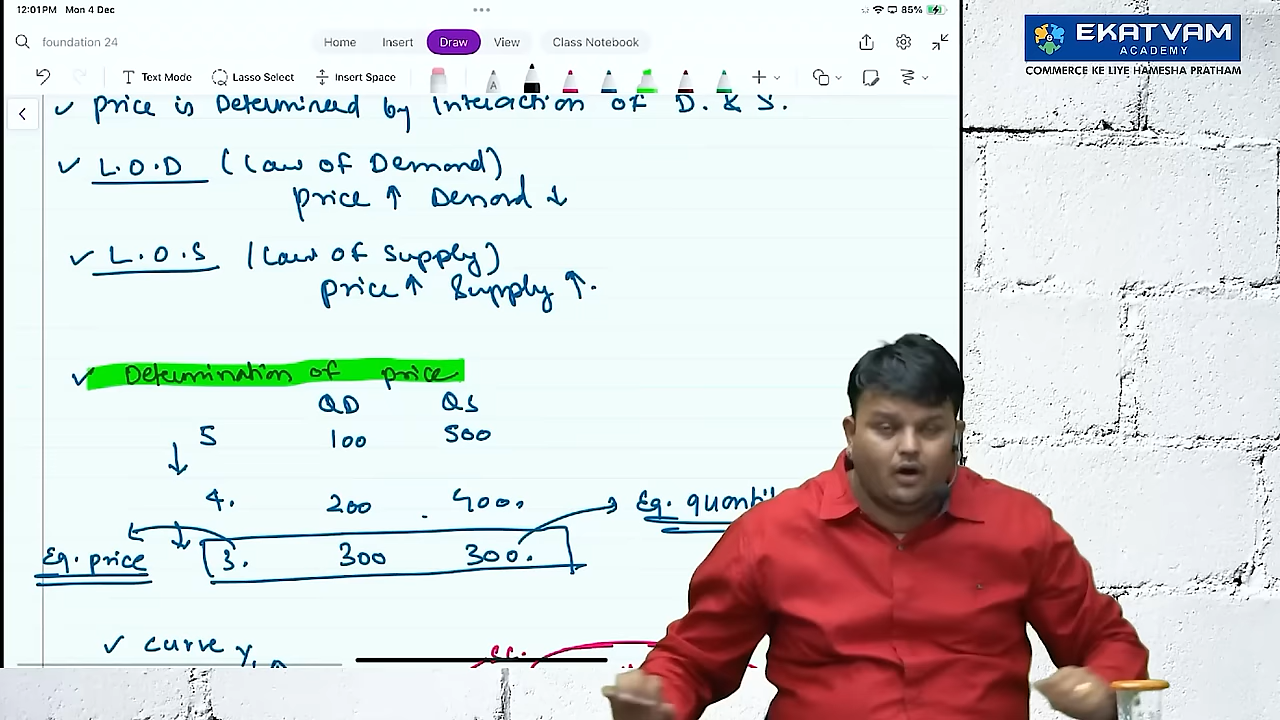 12:01PM Mon 4 Dec
85%
EKATVAM
ACADEMY
COMMERCE KE LIYE HAMESHA PRATHAM
foundation 24
Home Insert Draw View Class Notebook
Text Mode Lasso Select Insert Space
✓ price is Determined by Interaction of D. & S.
✓ L.O.D (Law of Demand)
price ↑ Demand ↓
✓ L.O.S (Law of Supply)
price ↑ Supply ↑.
✓ Determination of price
QD QS
5 100 500
↓
4. 200 400.
→ Eq. quanti
Eq. price ↓ 3. 300 300.
✓ curve